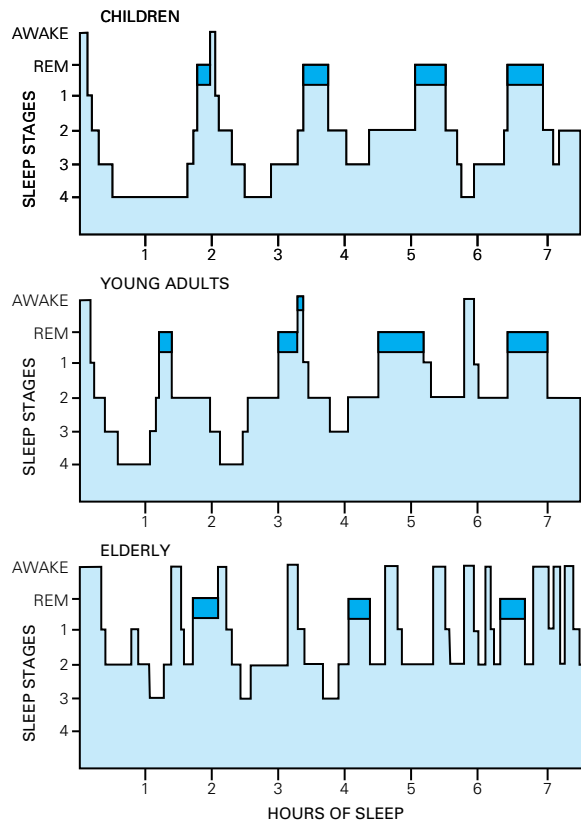 CHILDREN
AWAKE
REM
1
2
3
4
SLEEP STAGES
1 2 3 4 5 6 7
YOUNG ADULTS
AWAKE
REM
1
2
3
4
SLEEP STAGES
1 2 3 4 5 6 7
ELDERLY
AWAKE
REM
1
2
3
4
SLEEP STAGES
1 2 3 4 5 6 7
HOURS OF SLEEP